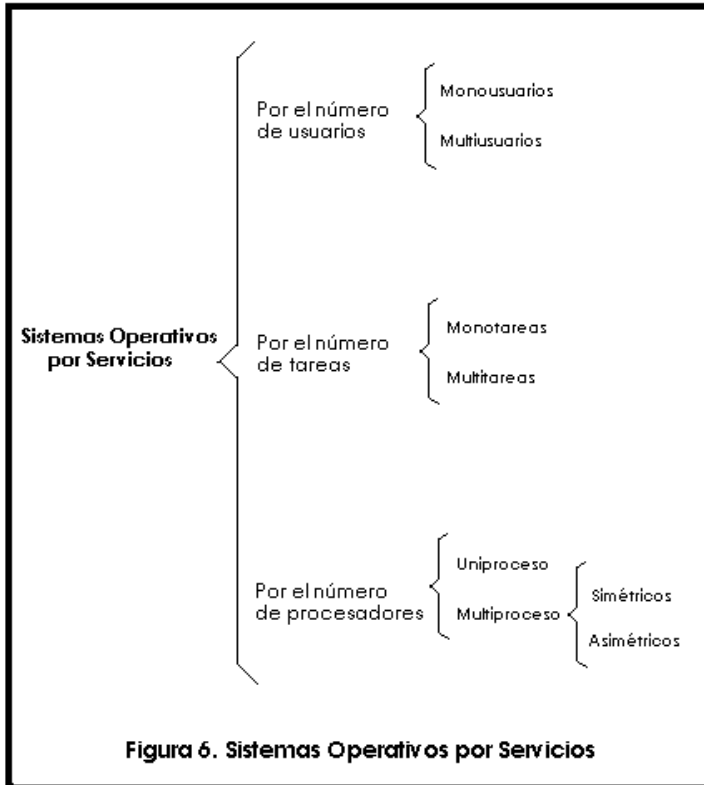 Por el número
de usuarios
Monousuarios
Multiusuarios
Sistemas Operativos
por Servicios
Por el número
de tareas
Monotareas
Multitareas
Por el número
de procesadores
Uniproceso
Multiproceso
Simétricos
Asimétricos
Figura 6. Sistemas Operativos por Servicios